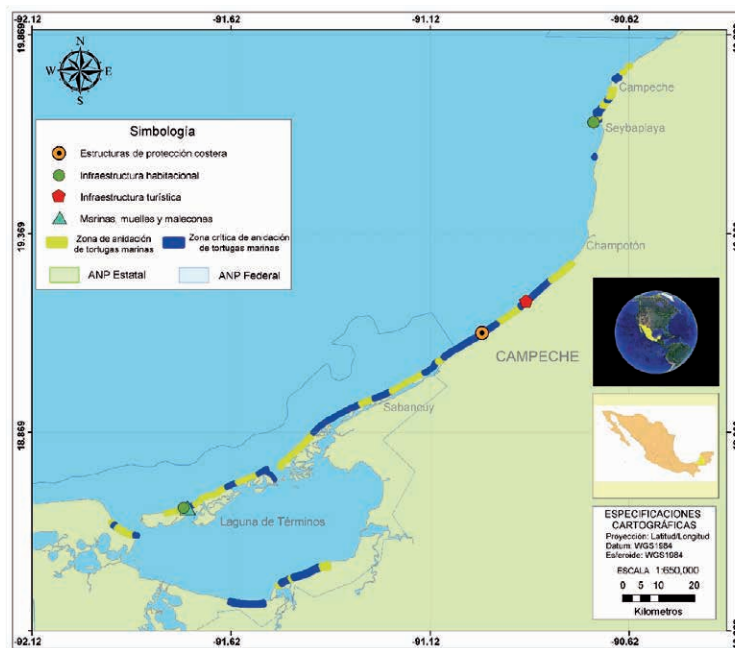 -92.12
-91.62
-91.12
-90.62
19.869
N
W
E
S
Campeche
Seybaplaya
Simbología
Estructuras de protección costera
Infraestructura habitacional
Infraestructura turística
Marinas, muelles y malecones
Zona de anidación de tortugas marinas
Zona crítica de anidación de tortugas marinas
ANP Estatal
ANP Federal
19.369
Champotón
CAMPECHE
Sabancuy
18.869
Laguna de Términos
ESPECIFICACIONES
CARTOGRÁFICAS
Proyección: Latitud/Longitud
Datum: WGS1984
Esferoide: WGS1984
ESCALA 1:650,000
0 5 10 20
Kilometros
-92.12
-91.62
-91.12
-90.62